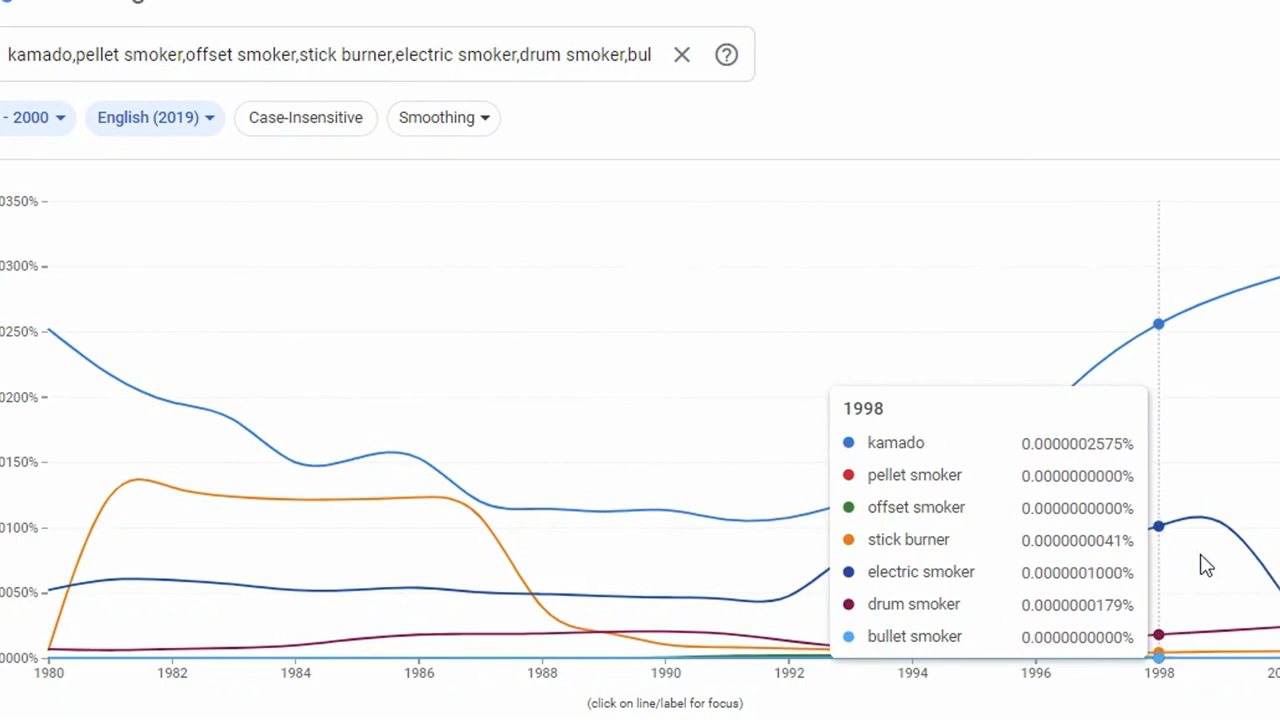 kamado,pellet smoker,offset smoker,stick burner,electric smoker,drum smoker,bul
- 2000 English (2019) Case-Insensitive Smoothing
0350%
0300%
0250%
0200%
0150%
0100%
0050%
0000%
1998
kamado 0.0000002575%
pellet smoker 0.0000000000%
offset smoker 0.0000000000%
stick burner 0.0000000041%
electric smoker 0.0000001000%
drum smoker 0.0000000179%
bullet smoker 0.0000000000%
1980 1982 1984 1986 1988 1990 1992 1994 1996 1998 20
(click on line/label for focus)